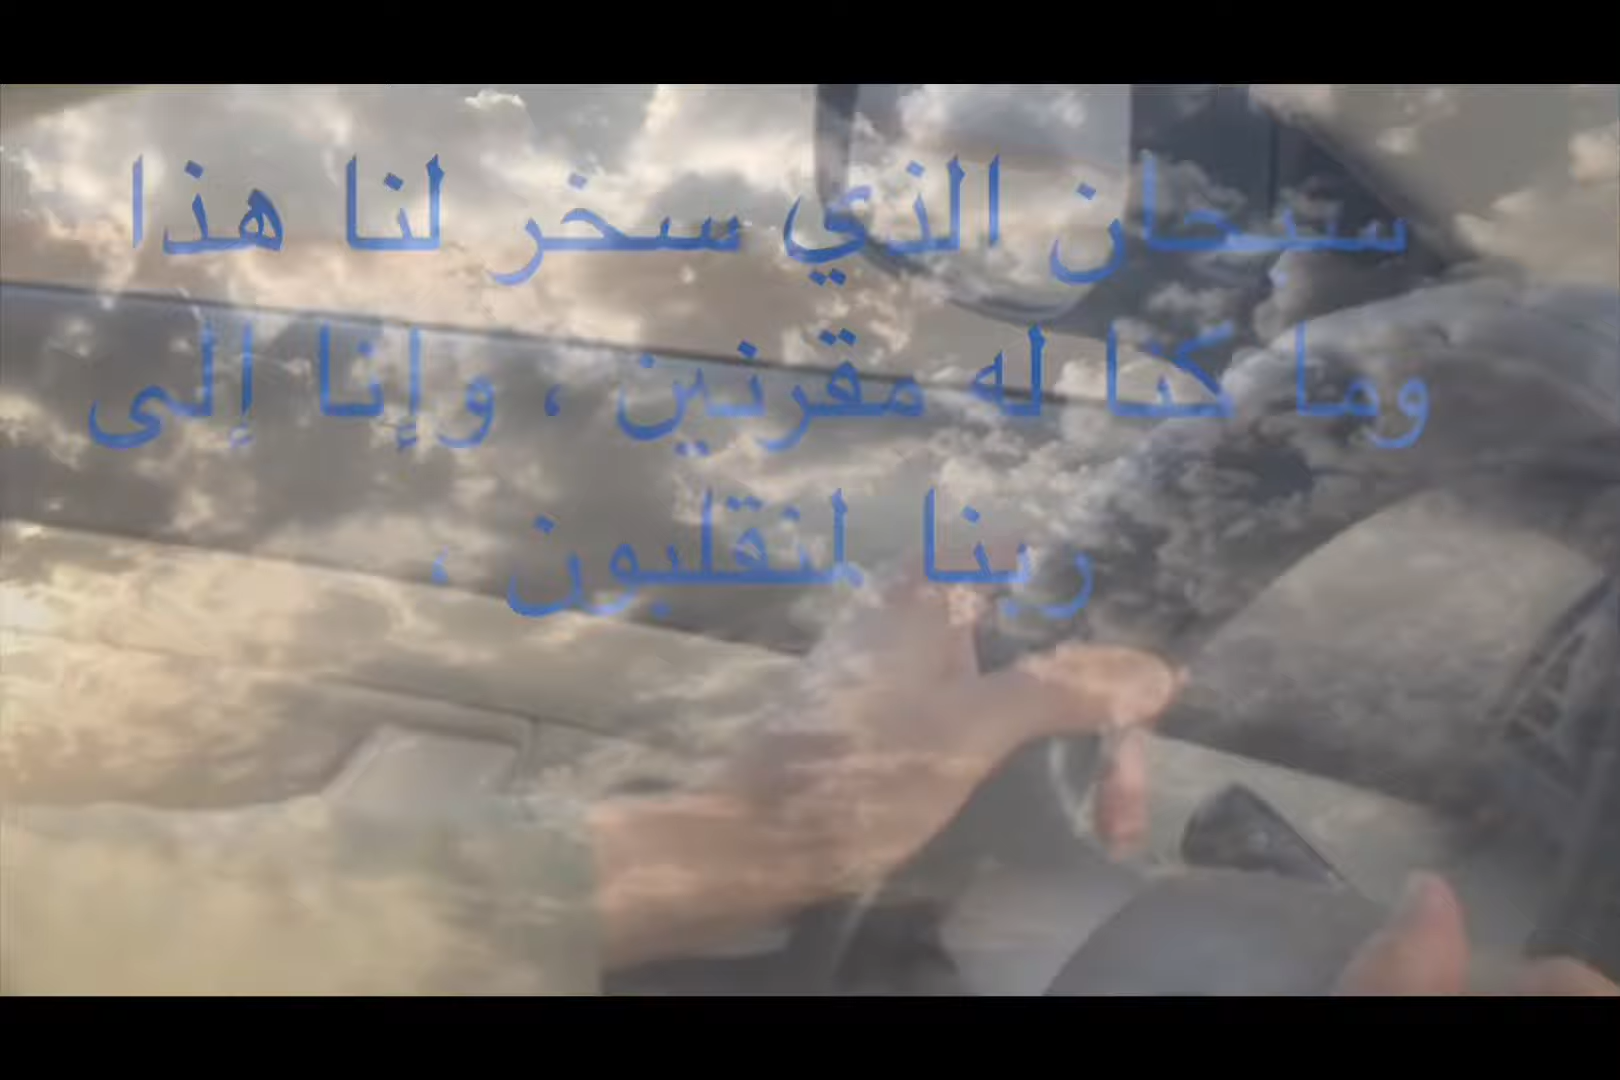 سبحان الذي سخر لنا هذا
وما كنا له مقرنين ، وإنا إلى
ربنا لمنقلبون ،